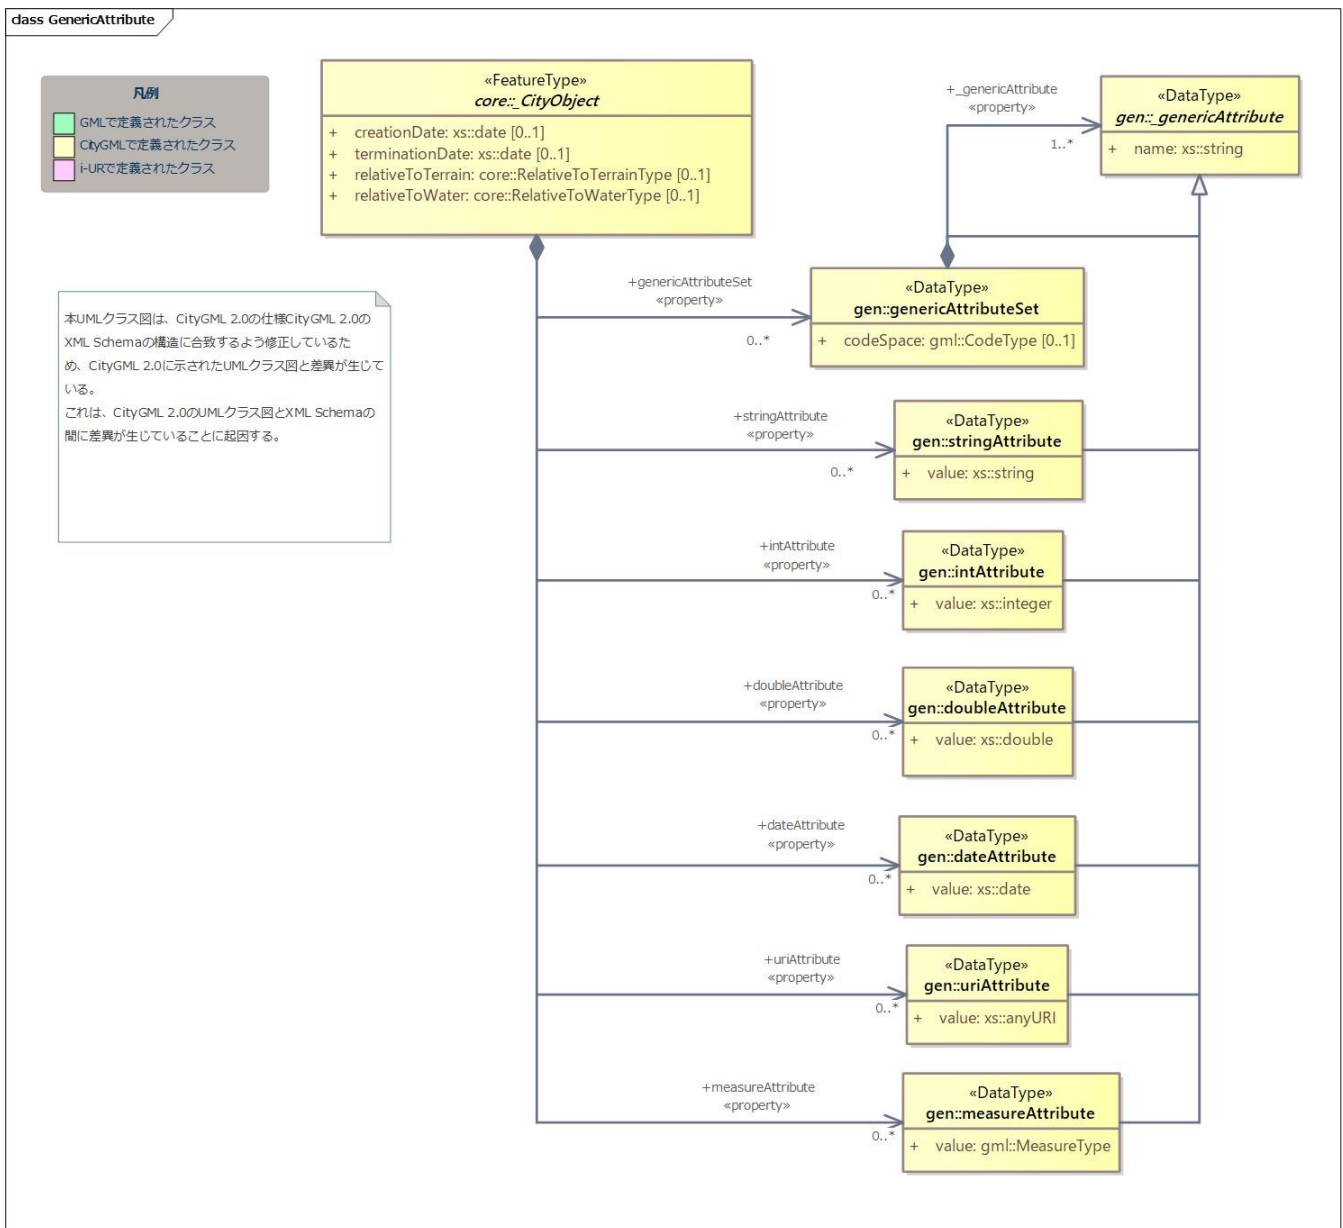 class GenericAttribute
凡例
GMLで定義されたクラス
CityGMLで定義されたクラス
i-URで定義されたクラス
«FeatureType»
core::_CityObject
+ creationDate: xs::date [0..1]
+ terminationDate: xs::date [0..1]
+ relativeToTerrain: core::RelativeToTerrainType [0..1]
+ relativeToWater: core::RelativeToWaterType [0..1]
+_genericAttribute
«property»
1..*
«DataType»
gen::_genericAttribute
+ name: xs::string
本UMLクラス図は、CityGML 2.0の仕様CityGML 2.0の
XML Schemaの構造に合致するよう修正しているた
め、CityGML 2.0に示されたUMLクラス図と差異が生じて
いる。
これは、CityGML 2.0のUMLクラス図とXML Schemaの
間に差異が生じていることに起因する。
+genericAttributeSet
«property»
0..*
«DataType»
gen::genericAttributeSet
+ codeSpace: gml::CodeType [0..1]
+stringAttribute
«property»
0..*
«DataType»
gen::stringAttribute
+ value: xs::string
+intAttribute
«property»
0..*
«DataType»
gen::intAttribute
+ value: xs::integer
+doubleAttribute
«property»
0..*
«DataType»
gen::doubleAttribute
+ value: xs::double
+dateAttribute
«property»
0..*
«DataType»
gen::dateAttribute
+ value: xs::date
+uriAttribute
«property»
0..*
«DataType»
gen::uriAttribute
+ value: xs::anyURI
+measureAttribute
«property»
0..*
«DataType»
gen::measureAttribute
+ value: gml::MeasureType